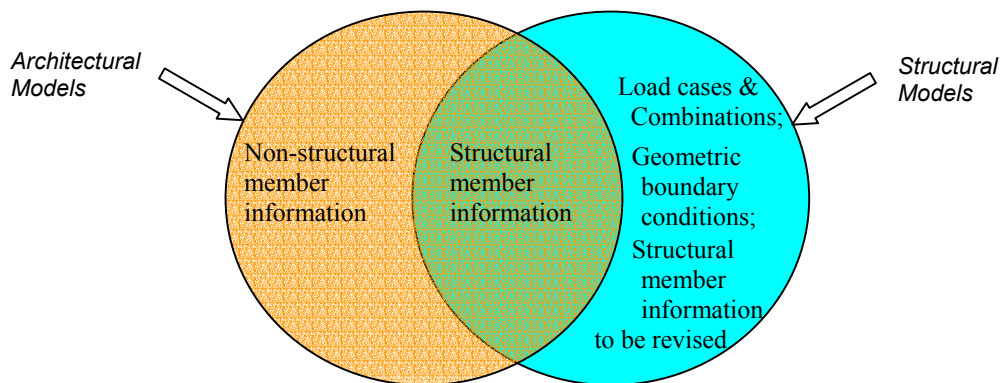 Architectural
Models
Non-structural
member
information
Structural
member
information
Load cases &
Combinations;
Geometric
boundary
conditions;
Structural
member
information
to be revised
Structural
Models